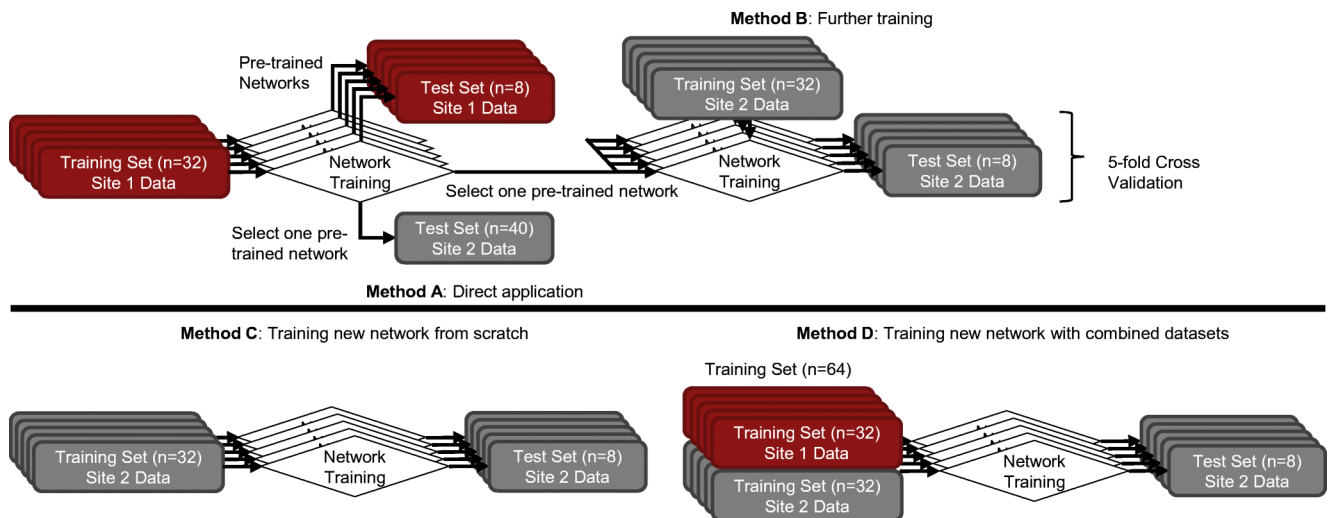 Method B: Further training
Pre-trained
Networks
Test Set (n=8)
Site 1 Data
Training Set (n=32)
Site 2 Data
Training Set (n=32)
Site 1 Data
Network
Training
Select one pre-trained network
Network
Training
Test Set (n=8)
Site 2 Data
5-fold Cross
Validation
Select one pre-
trained network
Test Set (n=40)
Site 2 Data
Method A: Direct application
Method C: Training new network from scratch
Training Set (n=32)
Site 2 Data
Network
Training
Test Set (n=8)
Site 2 Data
Method D: Training new network with combined datasets
Training Set (n=64)
Training Set (n=32)
Site 1 Data
Training Set (n=32)
Site 2 Data
Network
Training
Test Set (n=8)
Site 2 Data